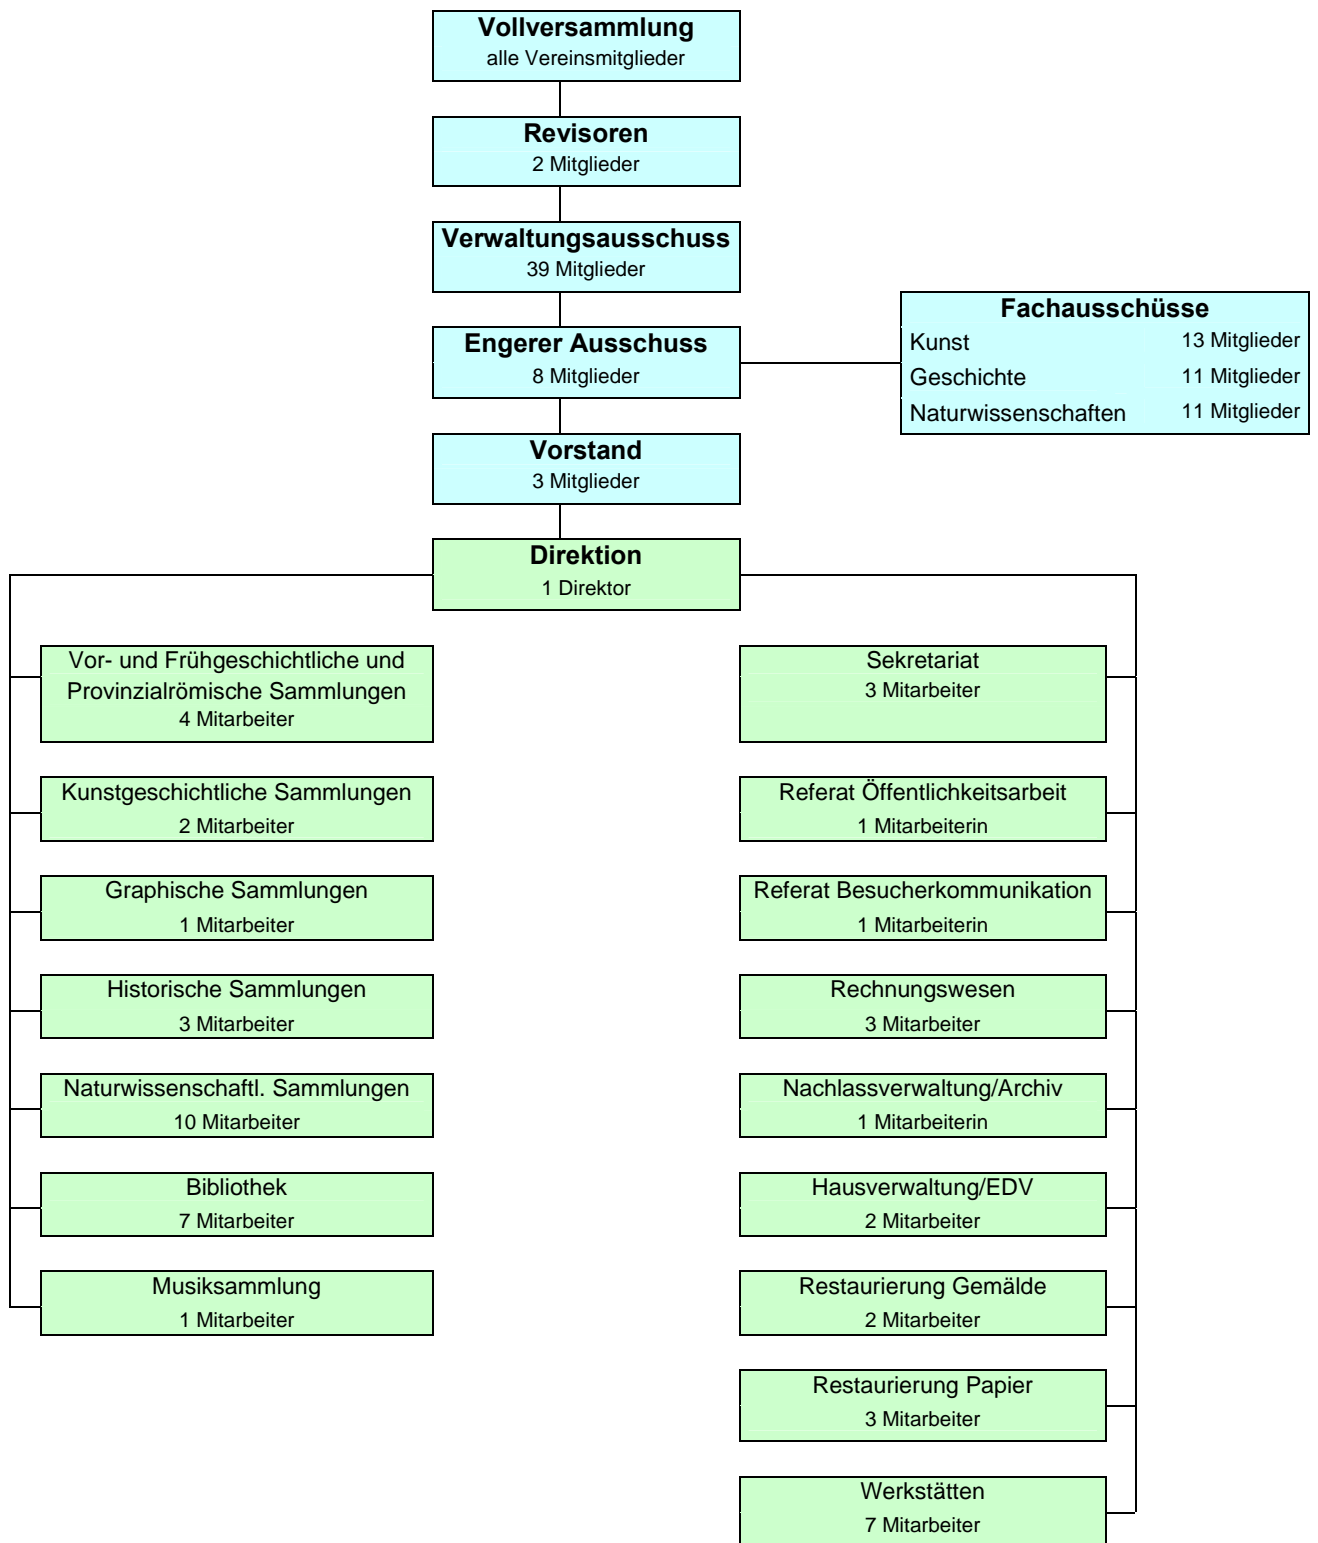 Vollversammlung
alle Vereinsmitglieder
Revisoren
2 Mitglieder
Verwaltungsausschuss
39 Mitglieder
Engerer Ausschuss
8 Mitglieder
Fachausschüsse
Kunst 13 Mitglieder
Geschichte 11 Mitglieder
Naturwissenschaften 11 Mitglieder
Vorstand
3 Mitglieder
Direktion
1 Direktor
Vor- und Frühgeschichtliche und
Provinzialrömische Sammlungen
4 Mitarbeiter
Kunstgeschichtliche Sammlungen
2 Mitarbeiter
Graphische Sammlungen
1 Mitarbeiter
Historische Sammlungen
3 Mitarbeiter
Naturwissenschaftl. Sammlungen
10 Mitarbeiter
Bibliothek
7 Mitarbeiter
Musiksammlung
1 Mitarbeiter
Sekretariat
3 Mitarbeiter
Referat Öffentlichkeitsarbeit
1 Mitarbeiterin
Referat Besucherkommunikation
1 Mitarbeiterin
Rechnungswesen
3 Mitarbeiter
Nachlassverwaltung/Archiv
1 Mitarbeiterin
Hausverwaltung/EDV
2 Mitarbeiter
Restaurierung Gemälde
2 Mitarbeiter
Restaurierung Papier
3 Mitarbeiter
Werkstätten
7 Mitarbeiter